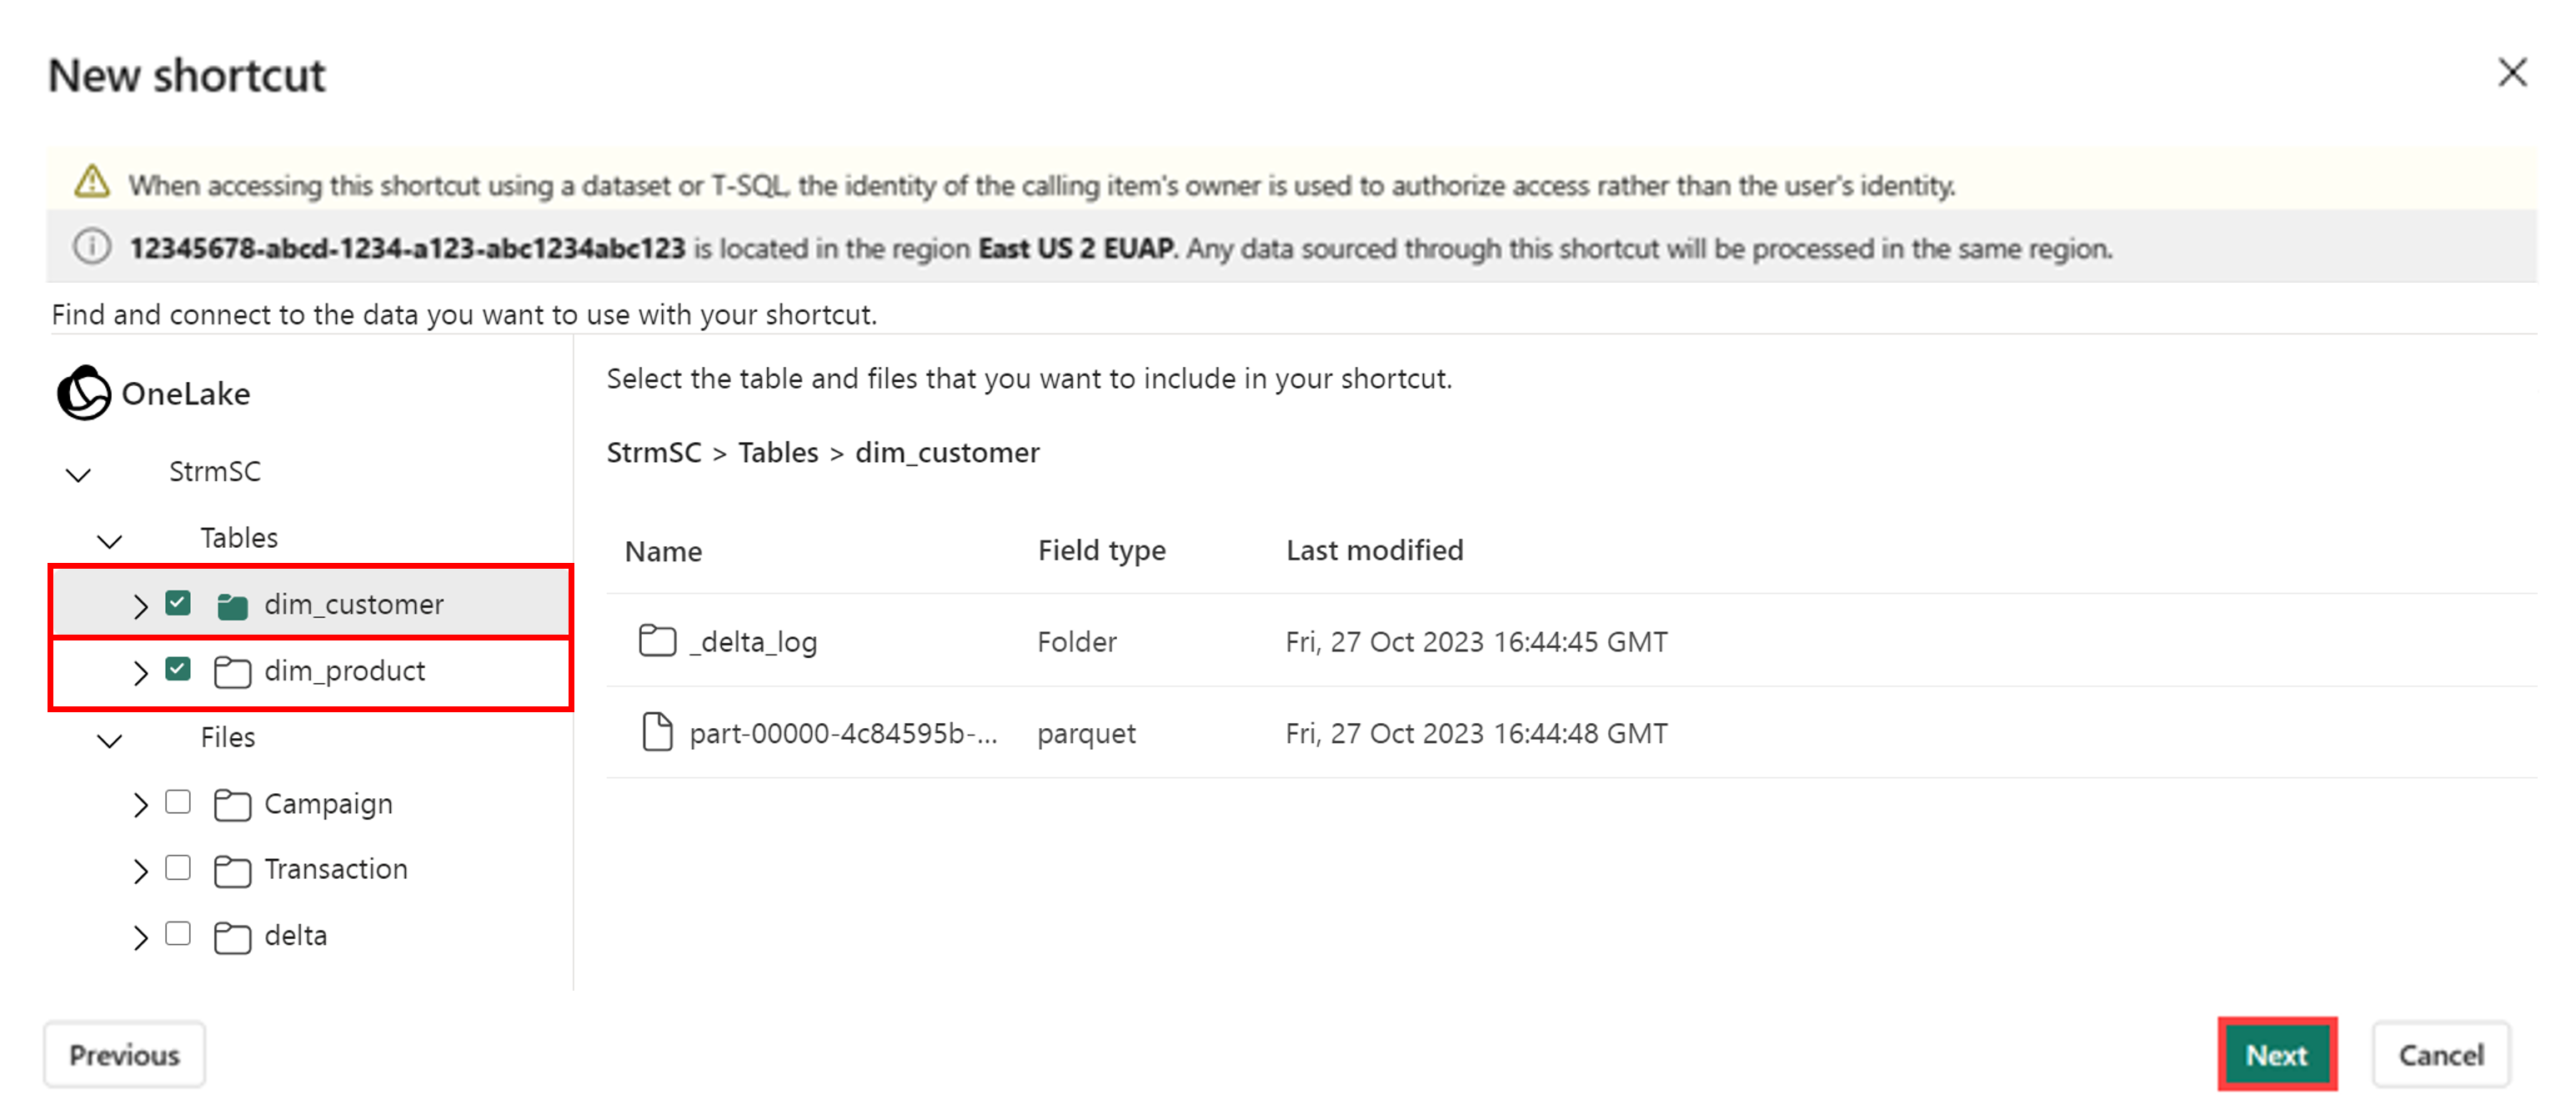 New shortcut
When accessing this shortcut using a dataset or T-SQL, the identity of the calling item's owner is used to authorize access rather than the user's identity.
12345678-abcd-1234-a123-abc1234abc123 is located in the region East US 2 EUAP. Any data sourced through this shortcut will be processed in the same region.
Find and connect to the data you want to use with your shortcut.
OneLake
StrmSC
Tables
dim_customer
dim_product
Files
Campaign
Transaction
delta
Select the table and files that you want to include in your shortcut.
StrmSC > Tables > dim_customer
Name Field type Last modified
_delta_log Folder Fri, 27 Oct 2023 16:44:45 GMT
part-00000-4c84595b-... parquet Fri, 27 Oct 2023 16:44:48 GMT
Previous Next Cancel